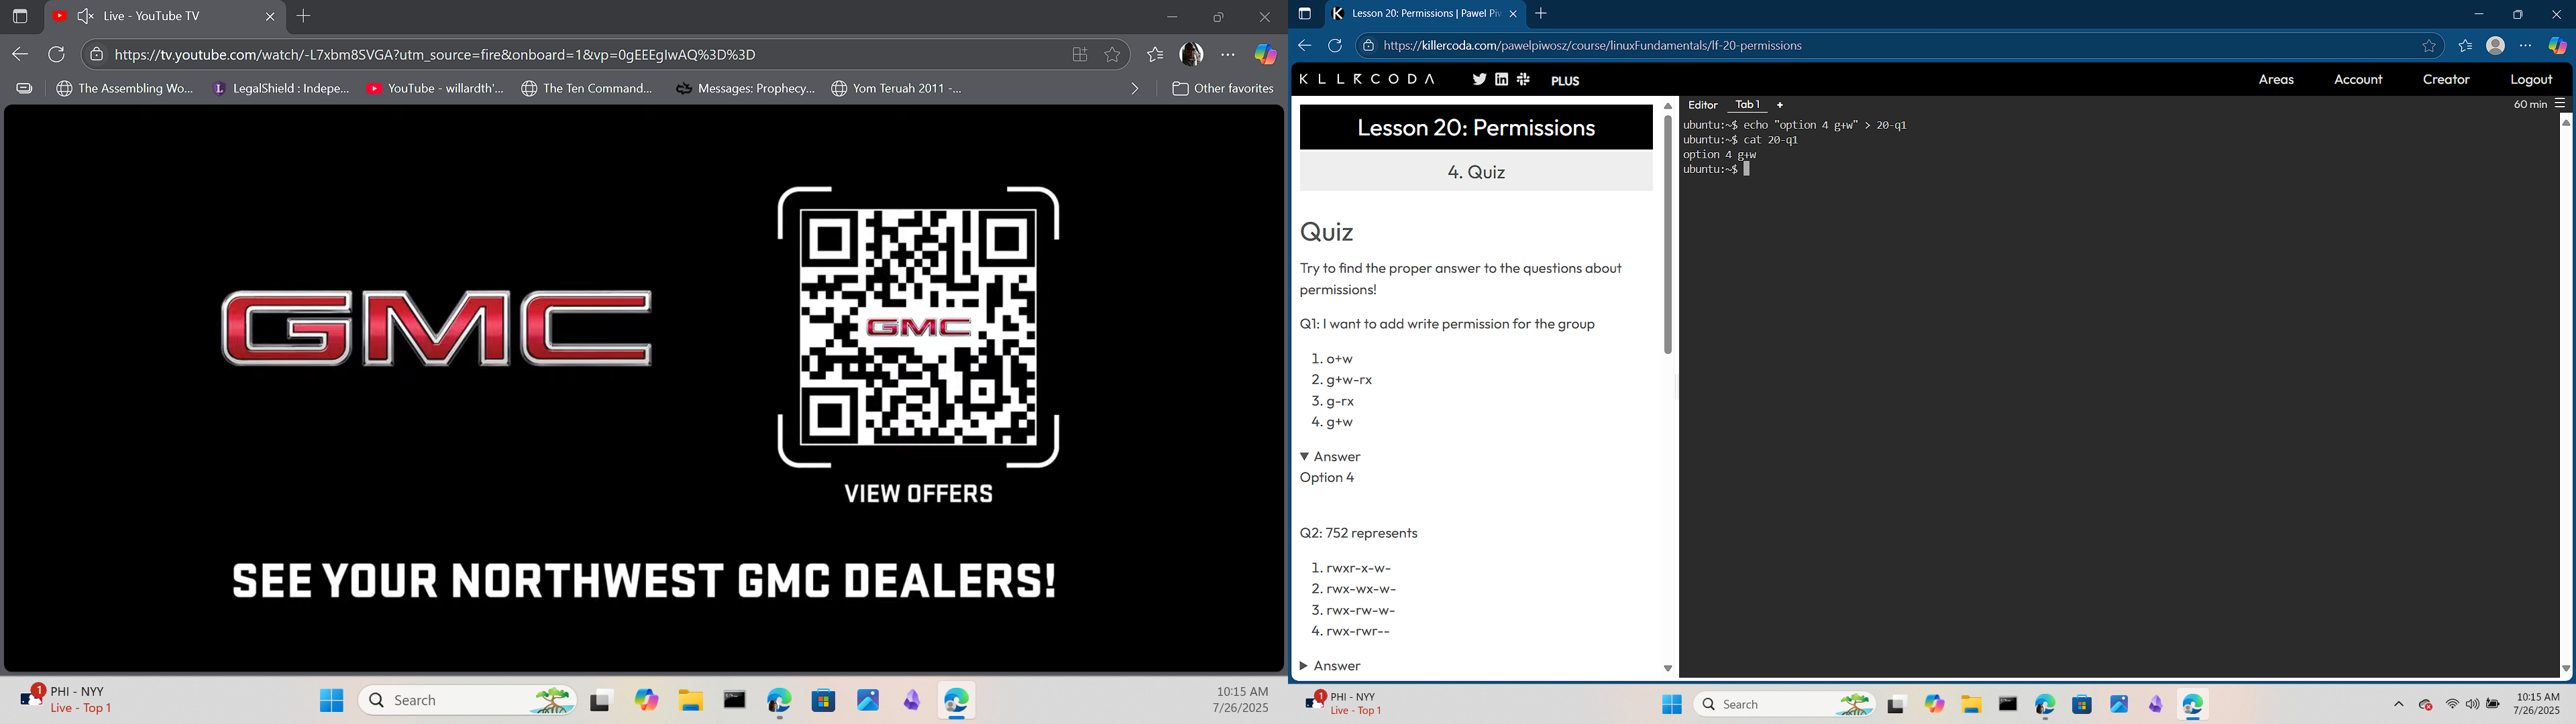 Live - YouTube TV
https://tv.youtube.com/watch/-L7xbm8SVGA?utm_source=fire&onboard=1&vp=0gEEEgIwAQ%3D%3D
The Assembling Wo...
LegalShield : Indepe...
YouTube - willardth'...
The Ten Command...
Messages: Prophecy...
Yom Teruah 2011 -...
Other favorites
GMC
GMC
VIEW OFFERS
SEE YOUR NORTHWEST GMC DEALERS!
1
PHI - NYY
Live - Top 1
Search
10:15 AM
7/26/2025
Lesson 20: Permissions | Pawel Piv
https://killercoda.com/pawelpiwosz/course/linuxFundamentals/lf-20-permissions
PLUS
Areas
Account
Creator
Logout
Lesson 20: Permissions
4. Quiz
Quiz
Try to find the proper answer to the questions about
permissions!
Q1: I want to add write permission for the group
1. o+w
2. g+w-rx
3. g-rx
4. g+w
▼ Answer
Option 4
Q2: 752 represents
1. rwxr-x-w-
2. rwx-wx-w-
3. rwx-rw-w-
4. rwx-rwr--
▶ Answer
Editor
Tab 1
+
60 min
ubuntu:~$ echo "option 4 g+w" > 20-q1
ubuntu:~$ cat 20-q1
option 4 g+w
ubuntu:~$
1
PHI - NYY
Live - Top 1
Search
10:15 AM
7/26/2025